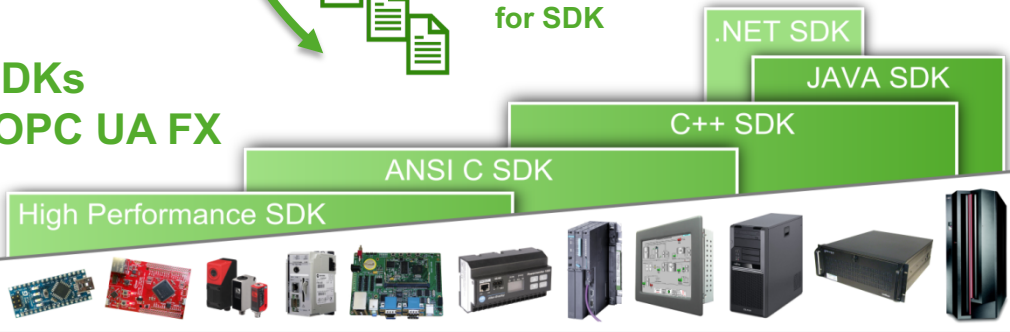 for SDK
.NET SDK
DKs
JAVA SDK
OPC UA FX
C++ SDK
ANSI C SDK
High Performance SDK